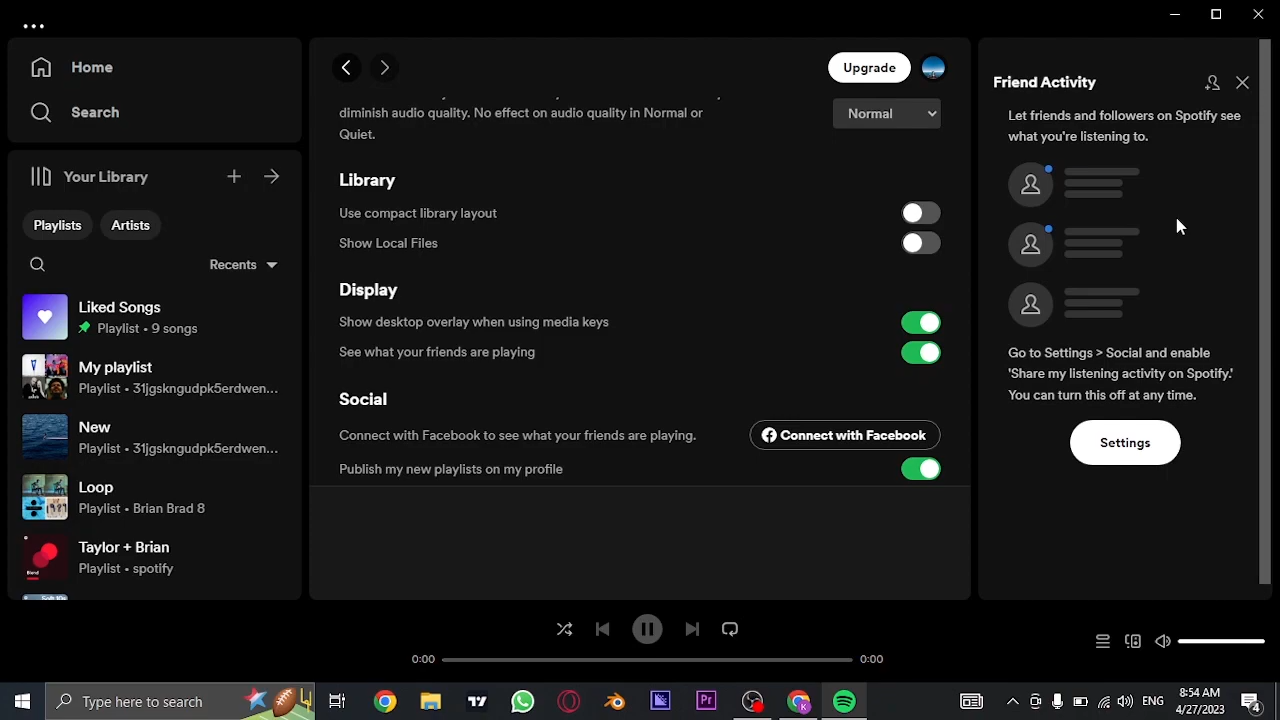 Home
Search
Your Library
Playlists
Artists
Recents
Liked Songs
Playlist • 9 songs
My playlist
Playlist • 31jgskngudpk5erdwen...
New
Playlist • 31jgskngudpk5erdwen...
Loop
Playlist • Brian Brad 8
Taylor + Brian
Playlist • spotify
Upgrade
diminish audio quality. No effect on audio quality in Normal or
Quiet.
Normal
Library
Use compact library layout
Show Local Files
Display
Show desktop overlay when using media keys
See what your friends are playing
Social
Connect with Facebook to see what your friends are playing.
Connect with Facebook
Publish my new playlists on my profile
Friend Activity
Let friends and followers on Spotify see
what you're listening to.
Go to Settings > Social and enable
'Share my listening activity on Spotify.'
You can turn this off at any time.
Settings
0:00
0:00
Type here to search
Pr
K
ENG
8:54 AM
4/27/2023
4